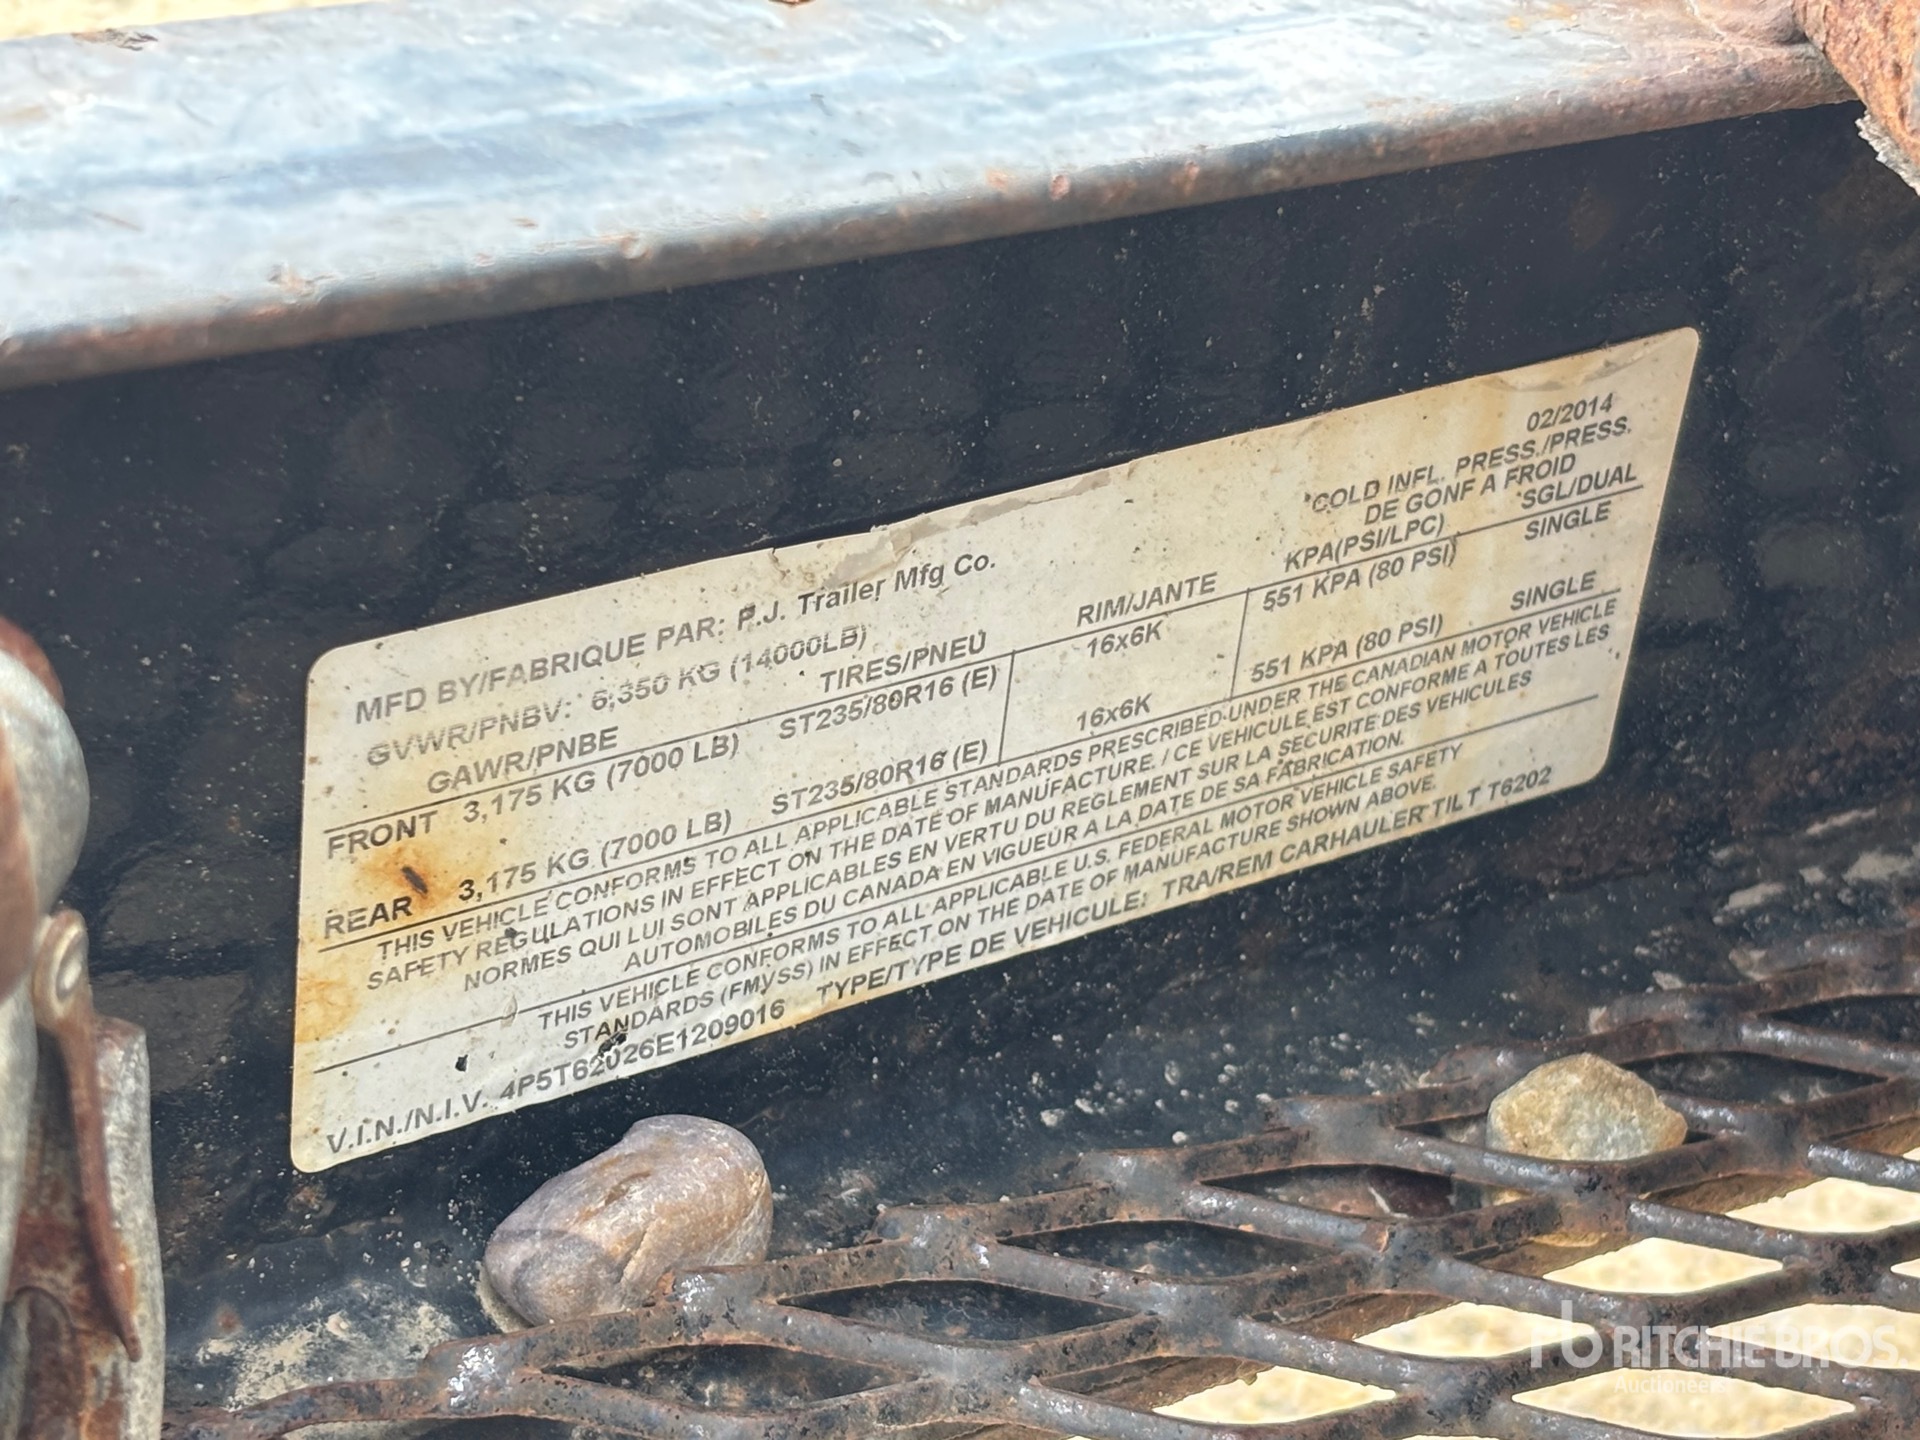 02/2014
MFD BY/FABRIQUE PAR: P.J. Trailer Mfg Co.
*COLD INFL. PRESS./PRESS.
GVWR/PNBV: 6,350 KG (14000LB)
DE GONF A FROID
GAWR/PNBE TIRES/PNEU RIM/JANTE KPA(PSI/LPC) SGL/DUAL
FRONT 3,175 KG (7000 LB) ST235/80R16 (E) 16x6K 551 KPA (80 PSI) SINGLE
REAR 3,175 KG (7000 LB) ST235/80R16 (E) 16x6K 551 KPA (80 PSI) SINGLE
THIS VEHICLE CONFORMS TO ALL APPLICABLE STANDARDS PRESCRIBED UNDER THE CANADIAN MOTOR VEHICLE
SAFETY REGULATIONS IN EFFECT ON THE DATE OF MANUFACTURE. / CE VEHICULE EST CONFORME A TOUTES LES
NORMES QUI LUI SONT APPLICABLES EN VERTU DU REGLEMENT SUR LA SECURITE DES VEHICULES
AUTOMOBILES DU CANADA EN VIGUEUR A LA DATE DE SA FABRICATION.
THIS VEHICLE CONFORMS TO ALL APPLICABLE U.S. FEDERAL MOTOR VEHICLE SAFETY
STANDARDS (FMVSS) IN EFFECT ON THE DATE OF MANUFACTURE SHOWN ABOVE.
V.I.N./N.I.V. 4P5T62026E1209016 TYPE/TYPE DE VEHICULE: TRA/REM CARHAULER TILT T6202
rb RITCHIE BROS.
Auctioneers